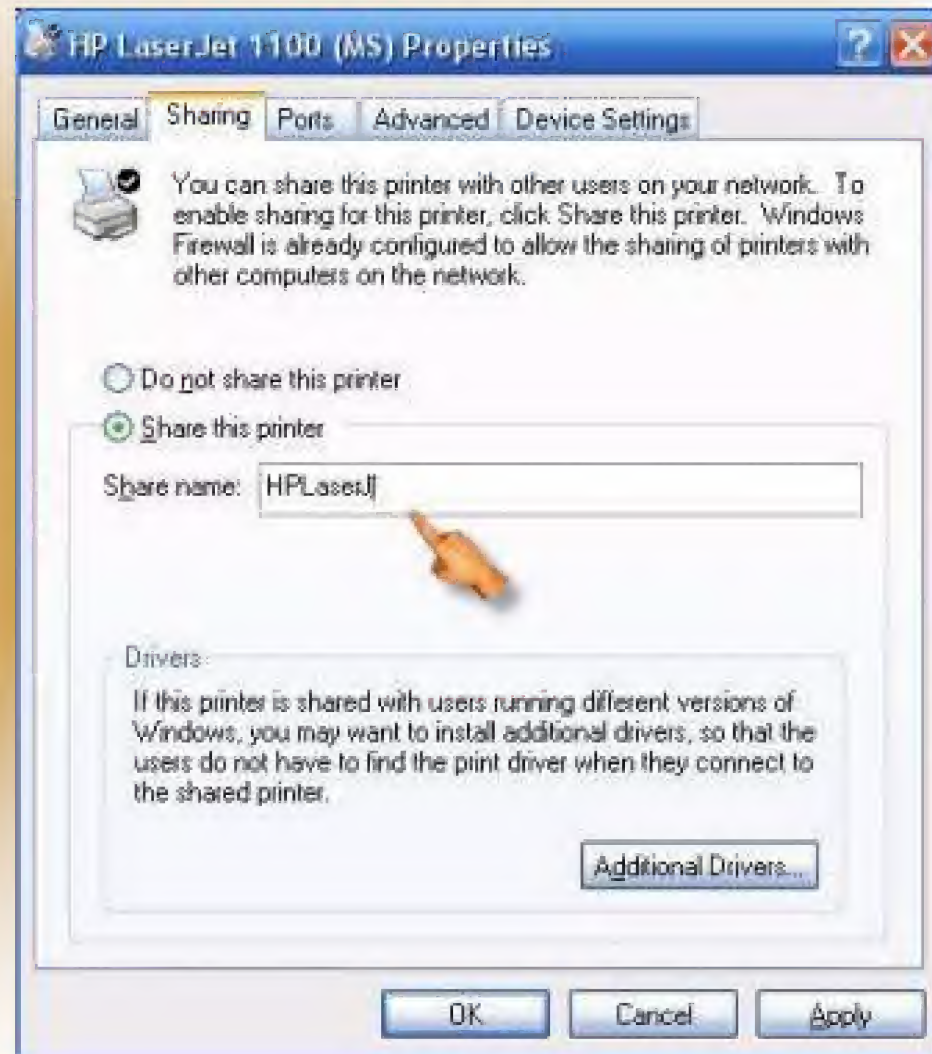 HP LaserJet 1100 (MS) Properties
General Sharing Ports Advanced Device Settings
You can share this printer with other users on your network. To
enable sharing for this printer, click Share this printer. Windows
Firewall is already configured to allow the sharing of printers with
other computers on the network.
Do not share this printer
Share this printer
Share name: HPLaserJ
Drivers
If this printer is shared with users running different versions of
Windows, you may want to install additional drivers, so that the
users do not have to find the print driver when they connect to
the shared printer.
Additional Drivers...
OK Cancel Apply